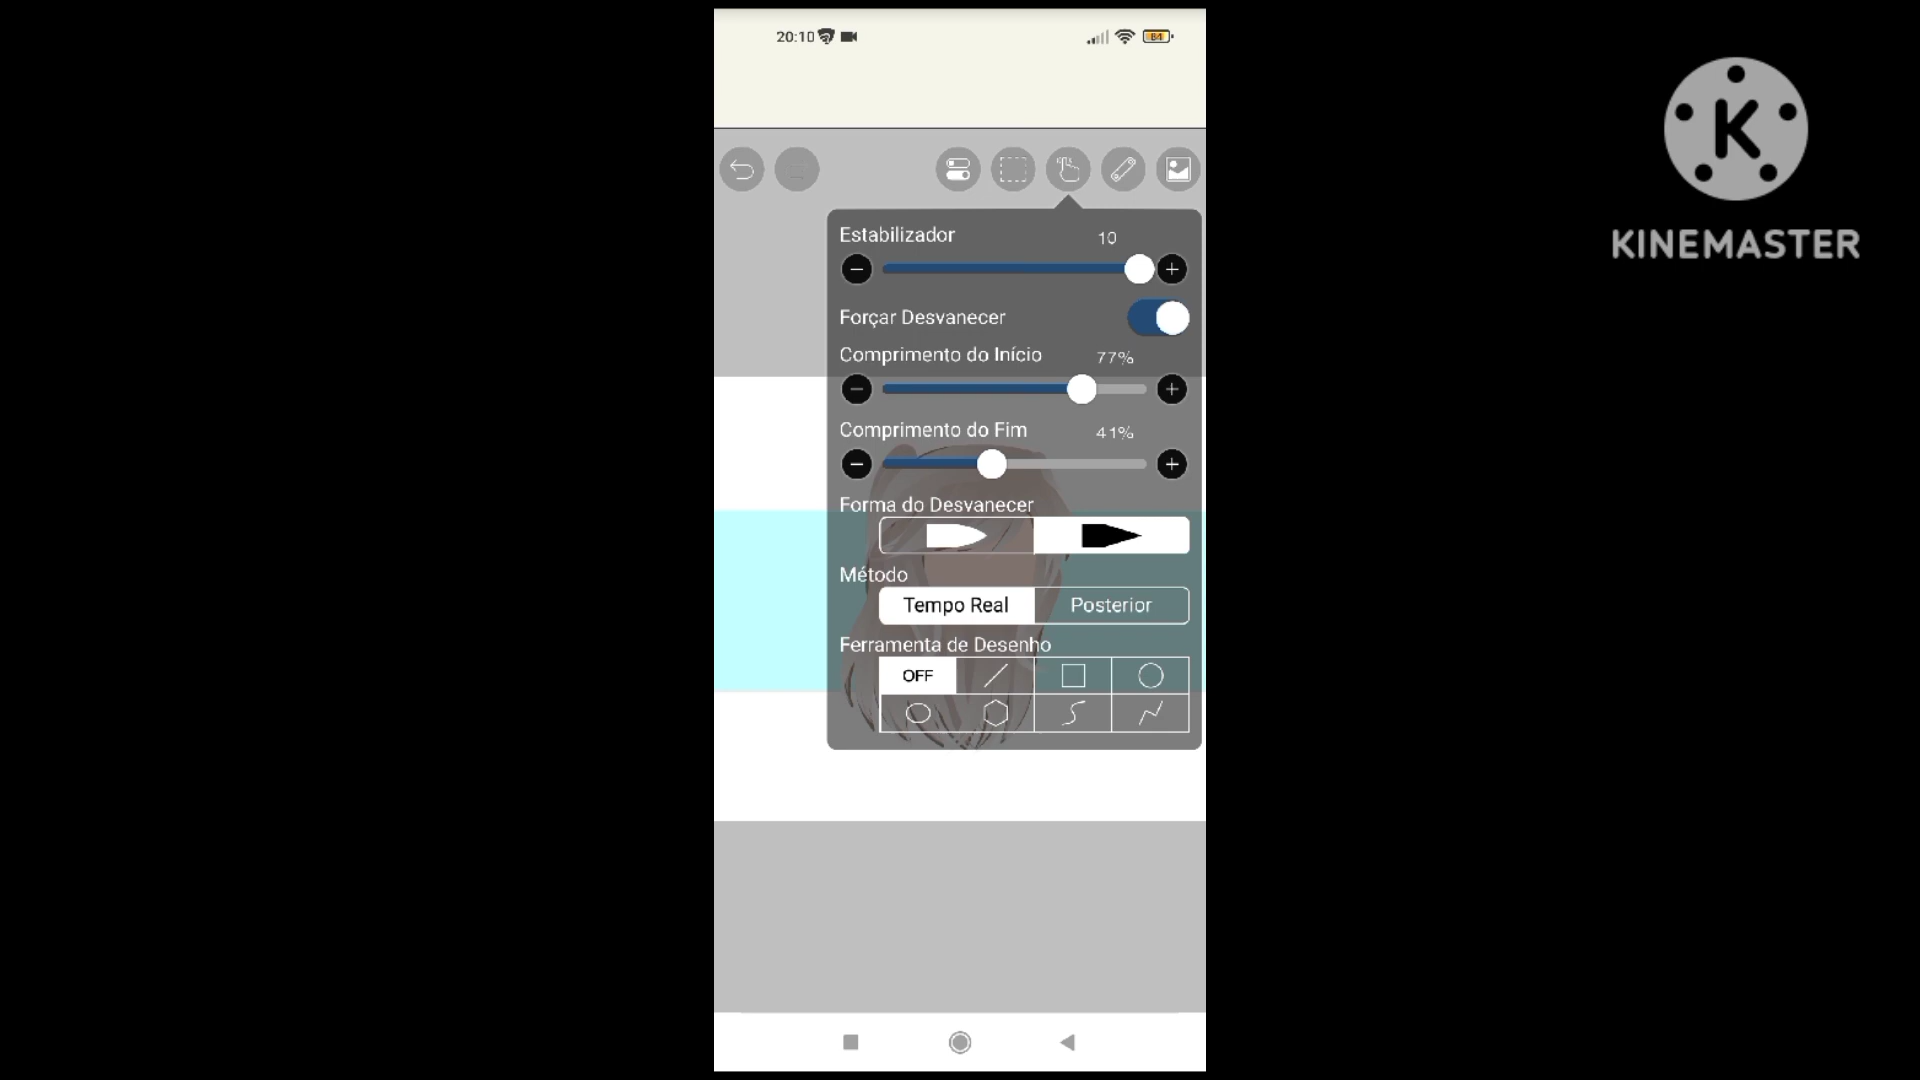 20:10
84
K
KINEMASTER
Estabilizador 10
Forçar Desvanecer
Comprimento do Início 77%
Comprimento do Fim 41%
Forma do Desvanecer
Método
Tempo Real Posterior
Ferramenta de Desenho
OFF